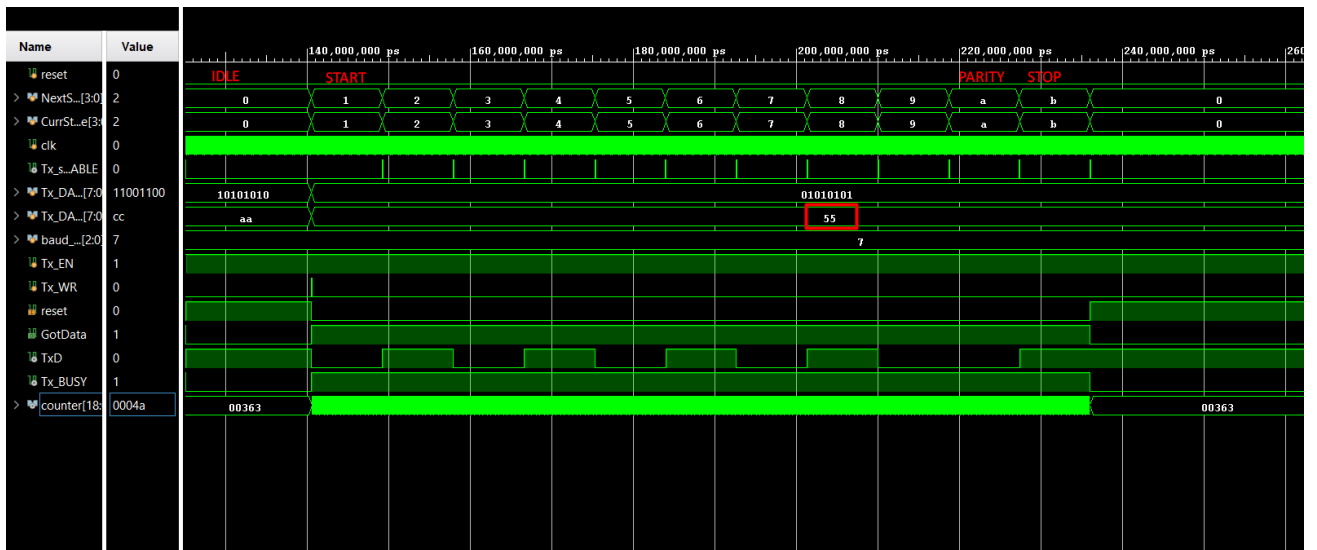 Name Value
140,000,000 ps 160,000,000 ps 180,000,000 ps 200,000,000 ps 220,000,000 ps 240,000,000 ps 260
reset 0 IDLE START PARITY STOP
NextS...[3:0] 2 0 1 2 3 4 5 6 7 8 9 a b 0
CurrSt...e[3: 2 0 1 2 3 4 5 6 7 8 9 a b 0
clk 0
Tx_s...ABLE 0
Tx_DA...[7:0 11001100 10101010 01010101
Tx_DA...[7:0 cc aa 55
baud_...[2:0] 7 7
Tx_EN 1
Tx_WR 0
reset 0
GotData 1
TxD 0
Tx_BUSY 1
counter[18: 0004a 00363 00363